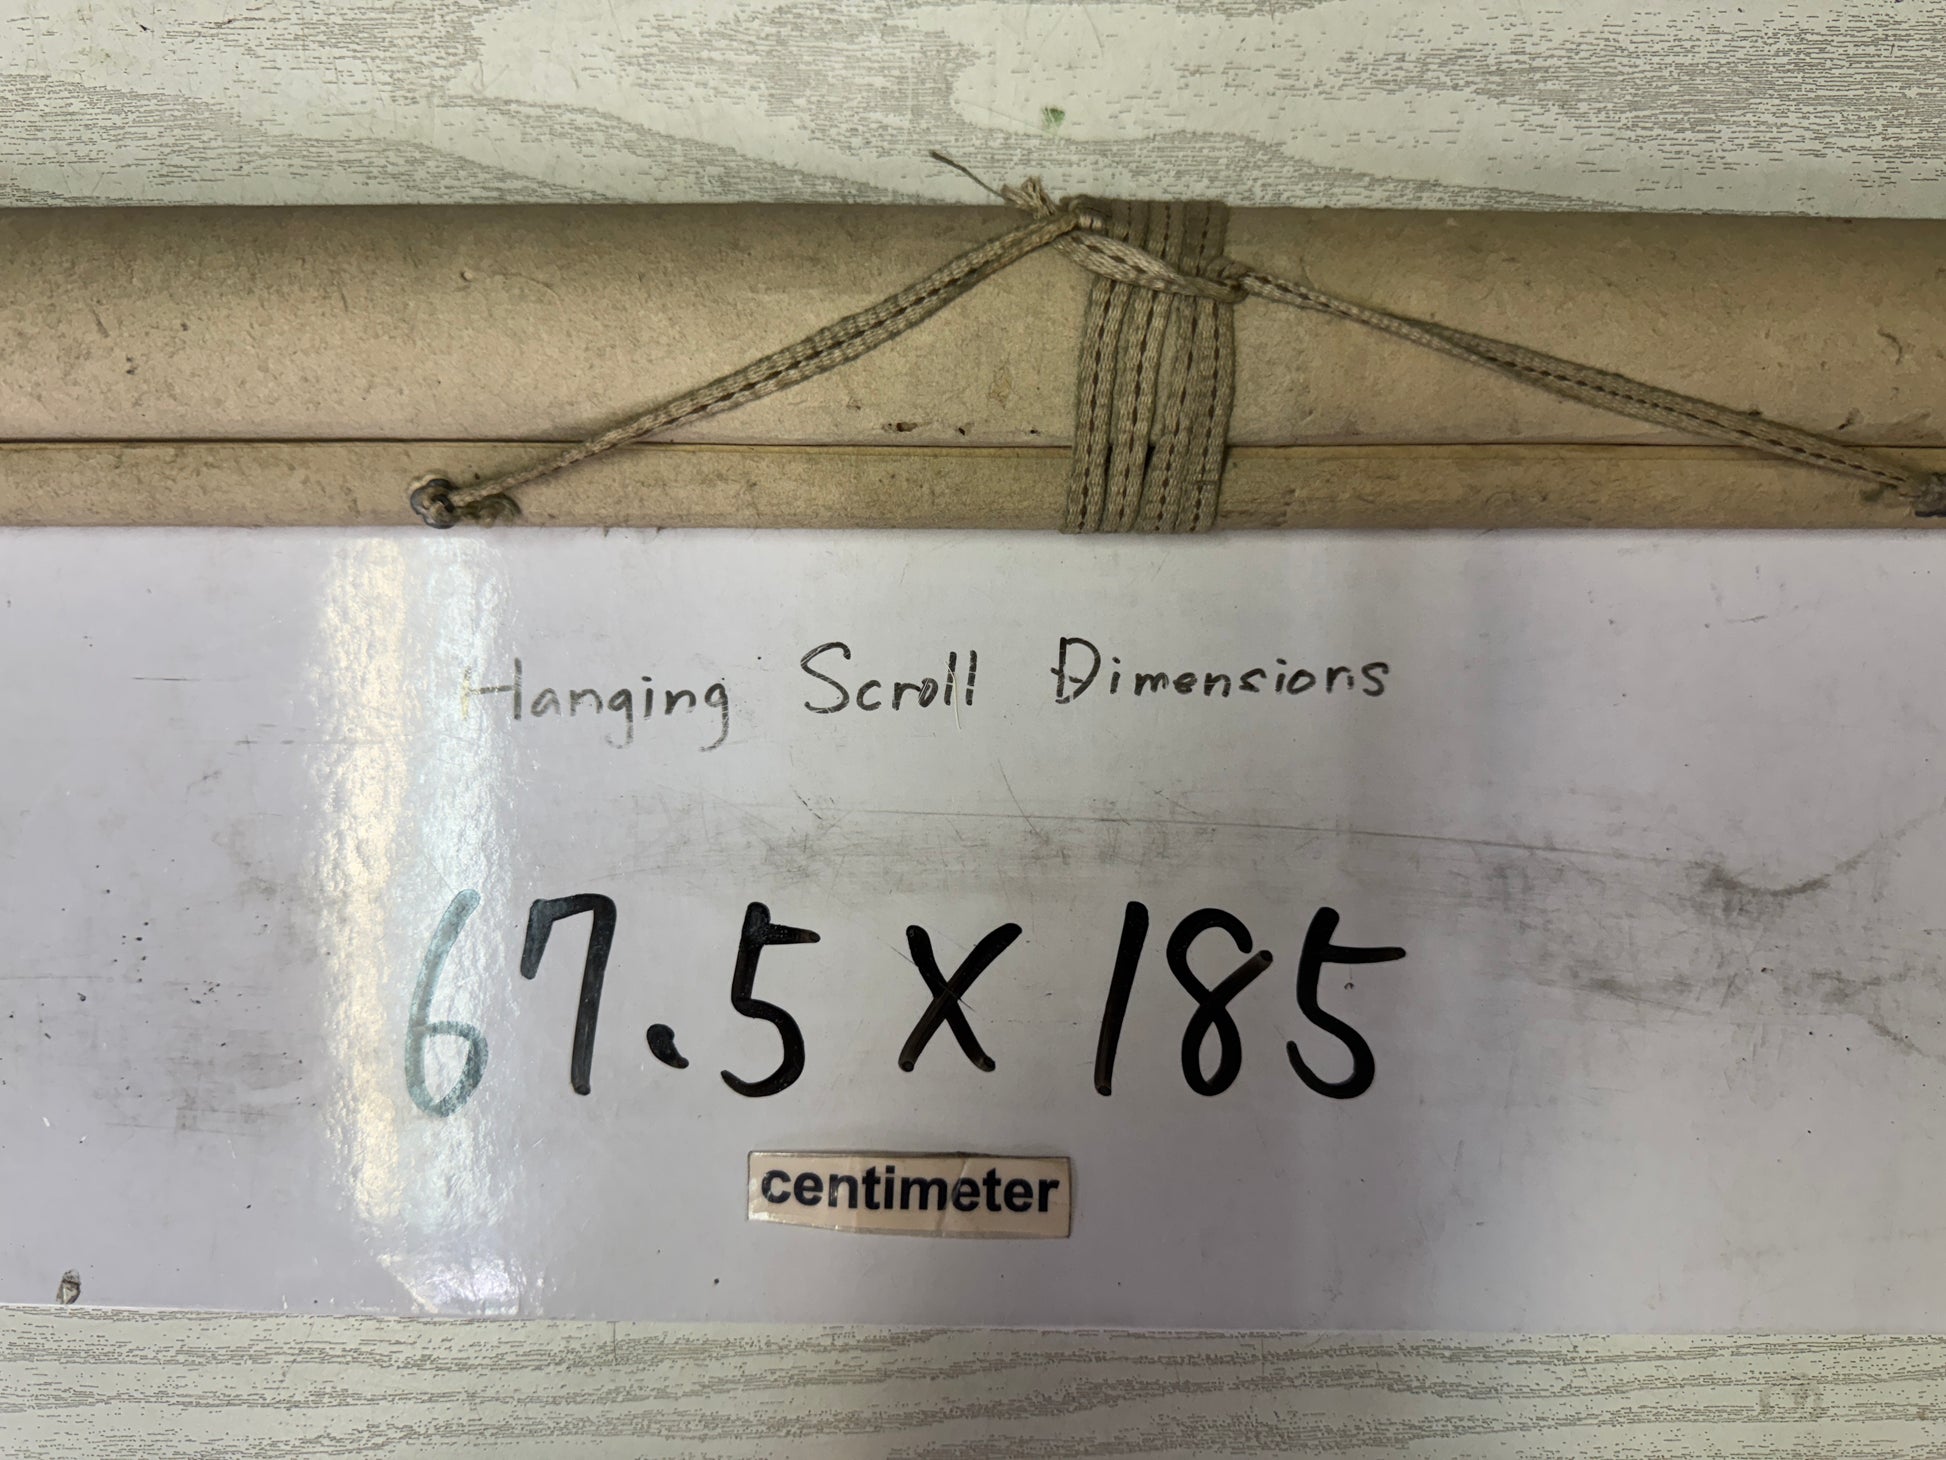 Hanging Scroll Dimensions
67.5 x 185
centimeter